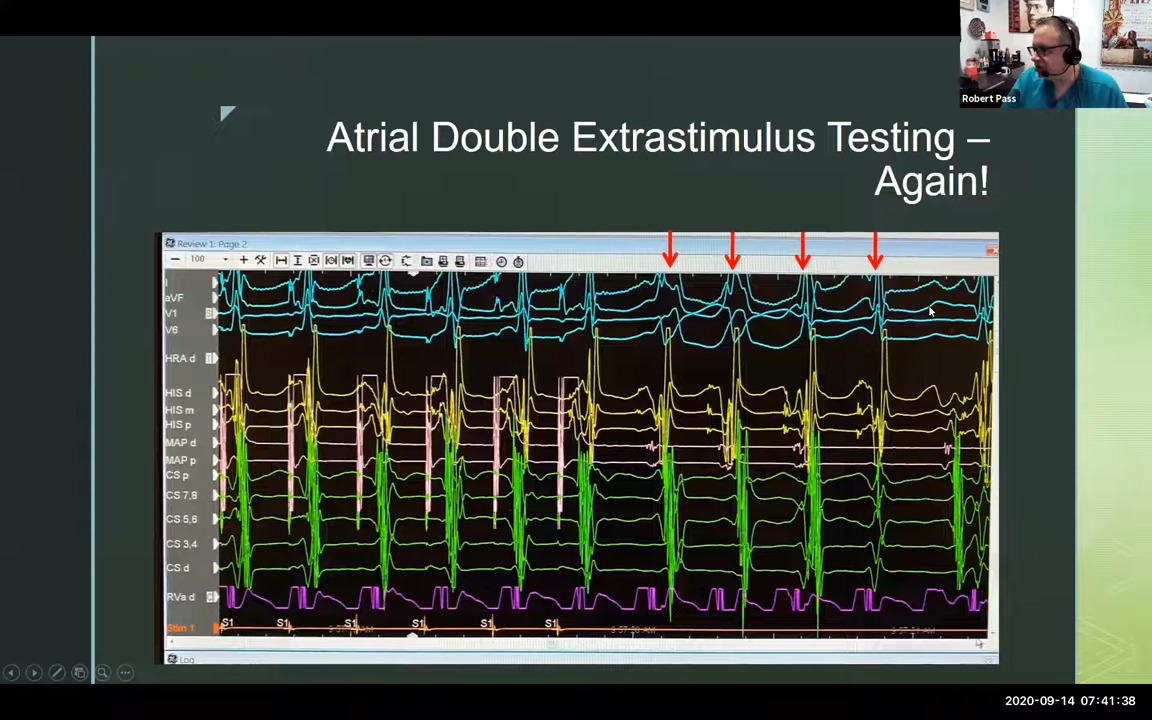 Robert Pass
Atrial Double Extrastimulus Testing –
Again!
Review 1: Page 2
100
I
aVF
V1
S
V6
HRA d
HIS d
HIS m
HIS p
MAP d
MAP p
CS p
CS 7,8
CS 5,6
CS 3,4
CS d
RVa d
Stim 1
S1
S1
S1
S1
S1
S1
Log
2020-09-14 07:41:38